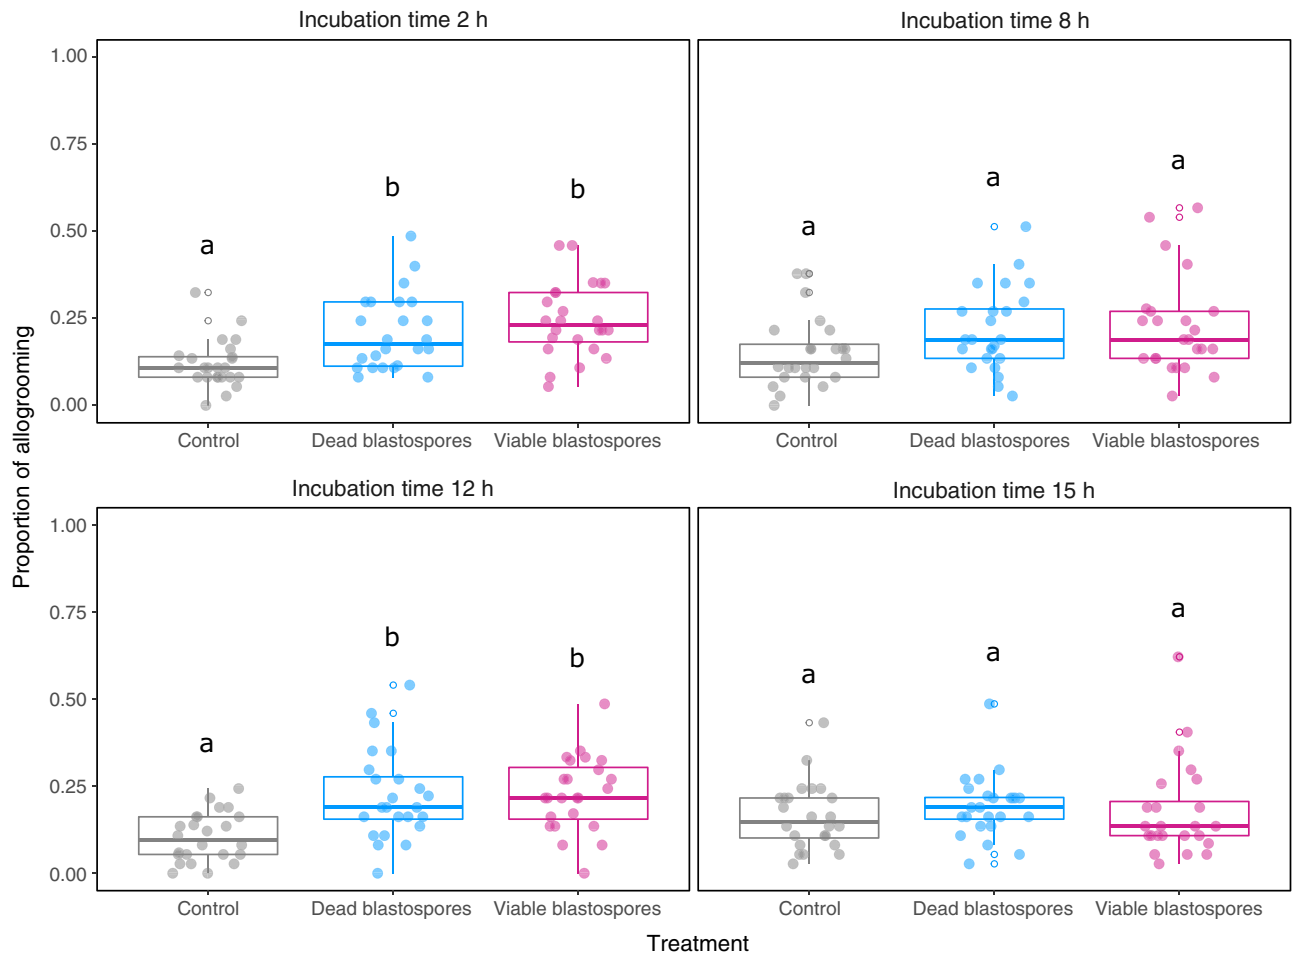 Incubation time 2 h
Incubation time 8 h
1.00
0.75
0.50
0.25
0.00
a
b
b
a
a
a
Control
Dead blastospores
Viable blastospores
Control
Dead blastospores
Viable blastospores
Proportion of allogrooming
Incubation time 12 h
Incubation time 15 h
1.00
0.75
0.50
0.25
0.00
a
b
b
a
a
a
Control
Dead blastospores
Viable blastospores
Control
Dead blastospores
Viable blastospores
Treatment